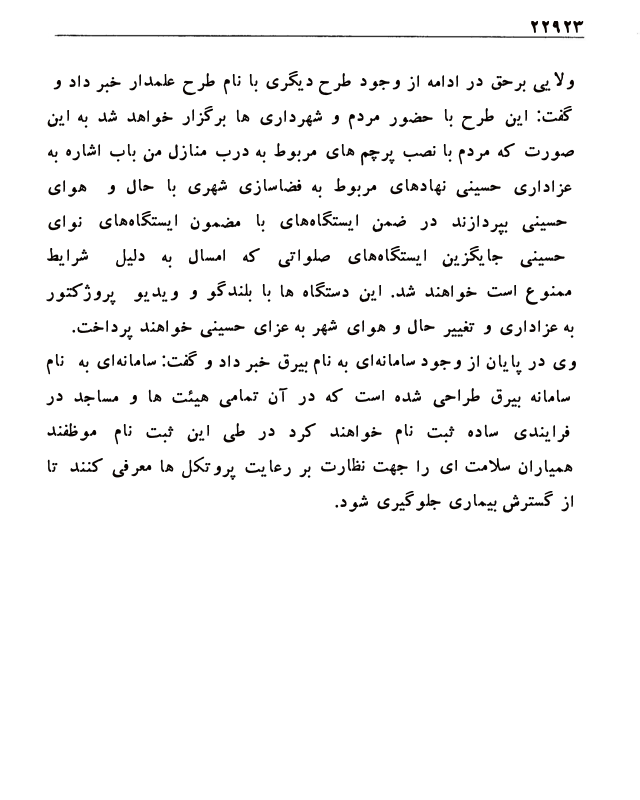 ۲۲۹۲۳
ولایی برحق در ادامه از وجود طرح دیگری با نام طرح علمدار خبر داد و
گفت: این طرح با حضور مردم و شهرداری ها برگزار خواهد شد به این
صورت که مردم با نصب پرچم های مربوط به درب منازل من باب اشاره به
عزاداری حسینی نهادهای مربوط به فضاسازی شهری با حال و هوای
حسینی بپردازند در ضمن ایستگاه‌های با مضمون ایستگاه‌های نوای
حسینی جایگزین ایستگاه‌های صلواتی که امسال به دلیل شرایط
ممنوع است خواهند شد. این دستگاه ها با بلندگو و ویدیو پروژکتور
به عزاداری و تغییر حال و هوای شهر به عزای حسینی خواهند پرداخت.
وی در پایان از وجود سامانه‌ای به نام بیرق خبر داد و گفت: سامانه‌ای به نام
سامانه بیرق طراحی شده است که در آن تمامی هیئت ها و مساجد در
فرایندی ساده ثبت نام خواهند کرد در طی این ثبت نام موظفند
همیاران سلامت ای را جهت نظارت بر رعایت پروتکل ها معرفی کنند تا
از گسترش بیماری جلوگیری شود.